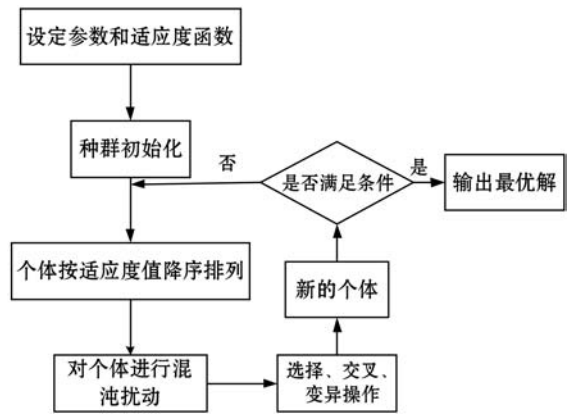 设定参数和适应度函数
种群初始化
否
是否满足条件
是
输出最优解
个体按适应度值降序排列
新的个体
对个体进行混
沌扰动
选择、交叉、
变异操作